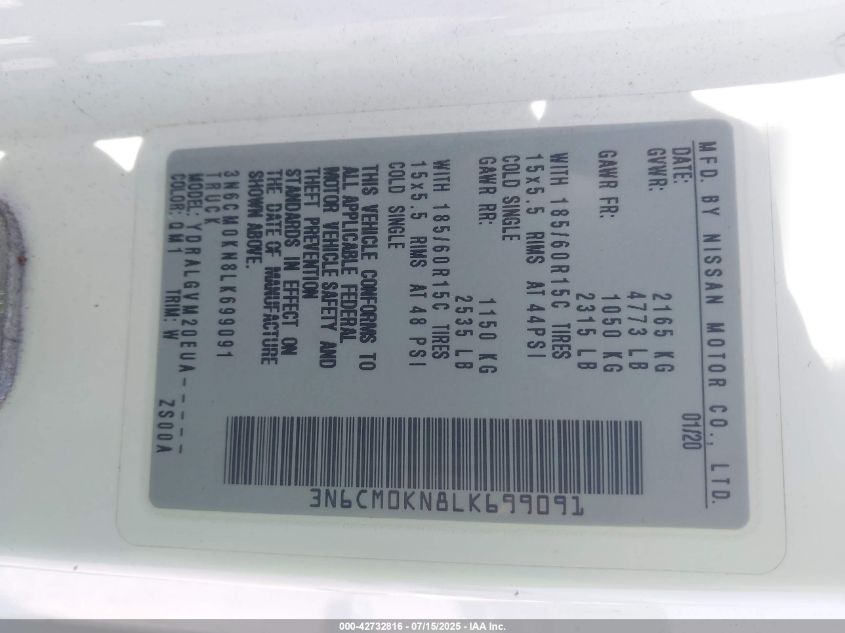 MFD. BY NISSAN MOTOR CO., LTD.
DATE: 01/20
GVWR: 2165 KG
4773 LB
GAWR FR: 1050 KG
2315 LB
WITH 185/60R15C TIRES
15x5.5 RIMS AT 44PSI
COLD SINGLE
GAWR RR: 1150 KG
2535 LB
WITH 185/60R15C TIRES
15x5.5 RIMS AT 48 PSI
COLD SINGLE
THIS VEHICLE CONFORMS TO
ALL APPLICABLE FEDERAL
MOTOR VEHICLE SAFETY AND
THEFT PREVENTION
STANDARDS IN EFFECT ON
THE DATE OF MANUFACTURE
SHOWN ABOVE.
3N6CM0KN8LK699091
TRUCK
MODEL: YDRALGVM20EUA-----
COLOR: QM1 TRIM: W ZS00A
3N6CM0KN8LK699091
000-42732816 - 07/15/2025 - IAA Inc.